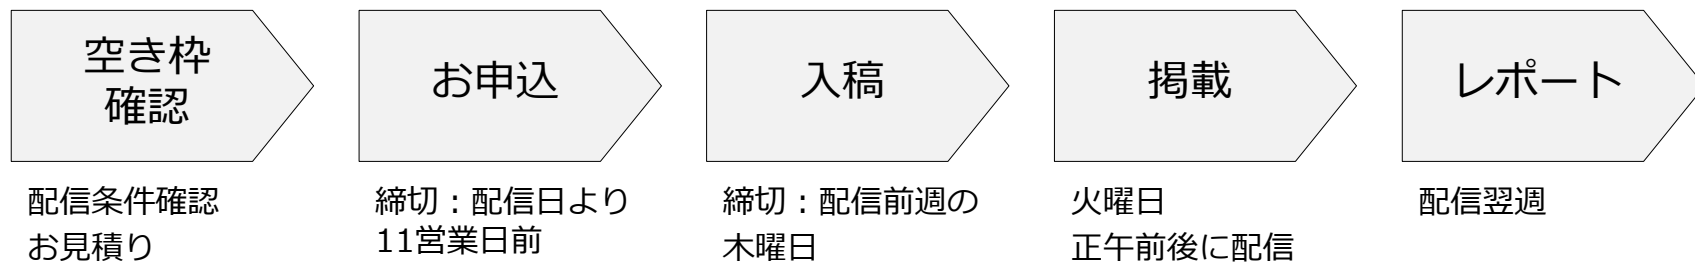 空き枠
確認
お申込
入稿
掲載
レポート
配信条件確認
お見積り
締切：配信日より
11営業日前
締切：配信前週の
木曜日
火曜日
正午前後に配信
配信翌週